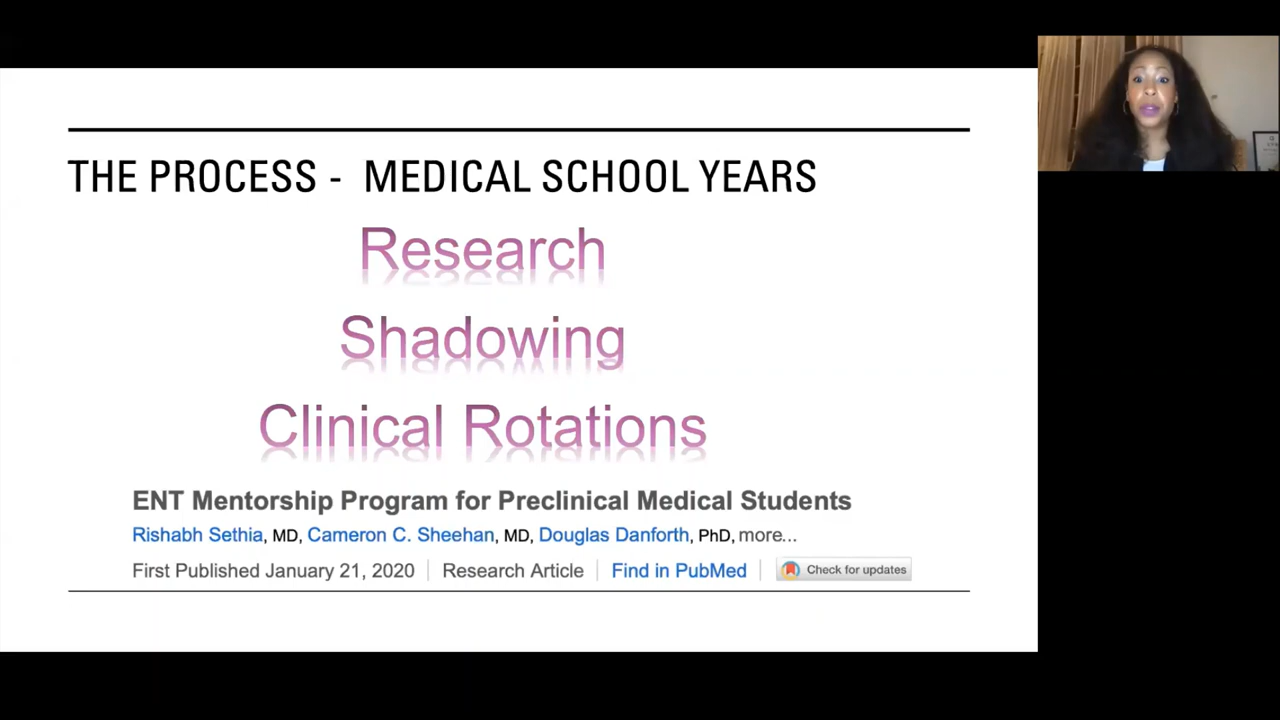 THE PROCESS - MEDICAL SCHOOL YEARS
Research
Shadowing
Clinical Rotations
ENT Mentorship Program for Preclinical Medical Students
Rishabh Sethia, MD, Cameron C. Sheehan, MD, Douglas Danforth, PhD, more...
First Published January 21, 2020 | Research Article | Find in PubMed | Check for updates